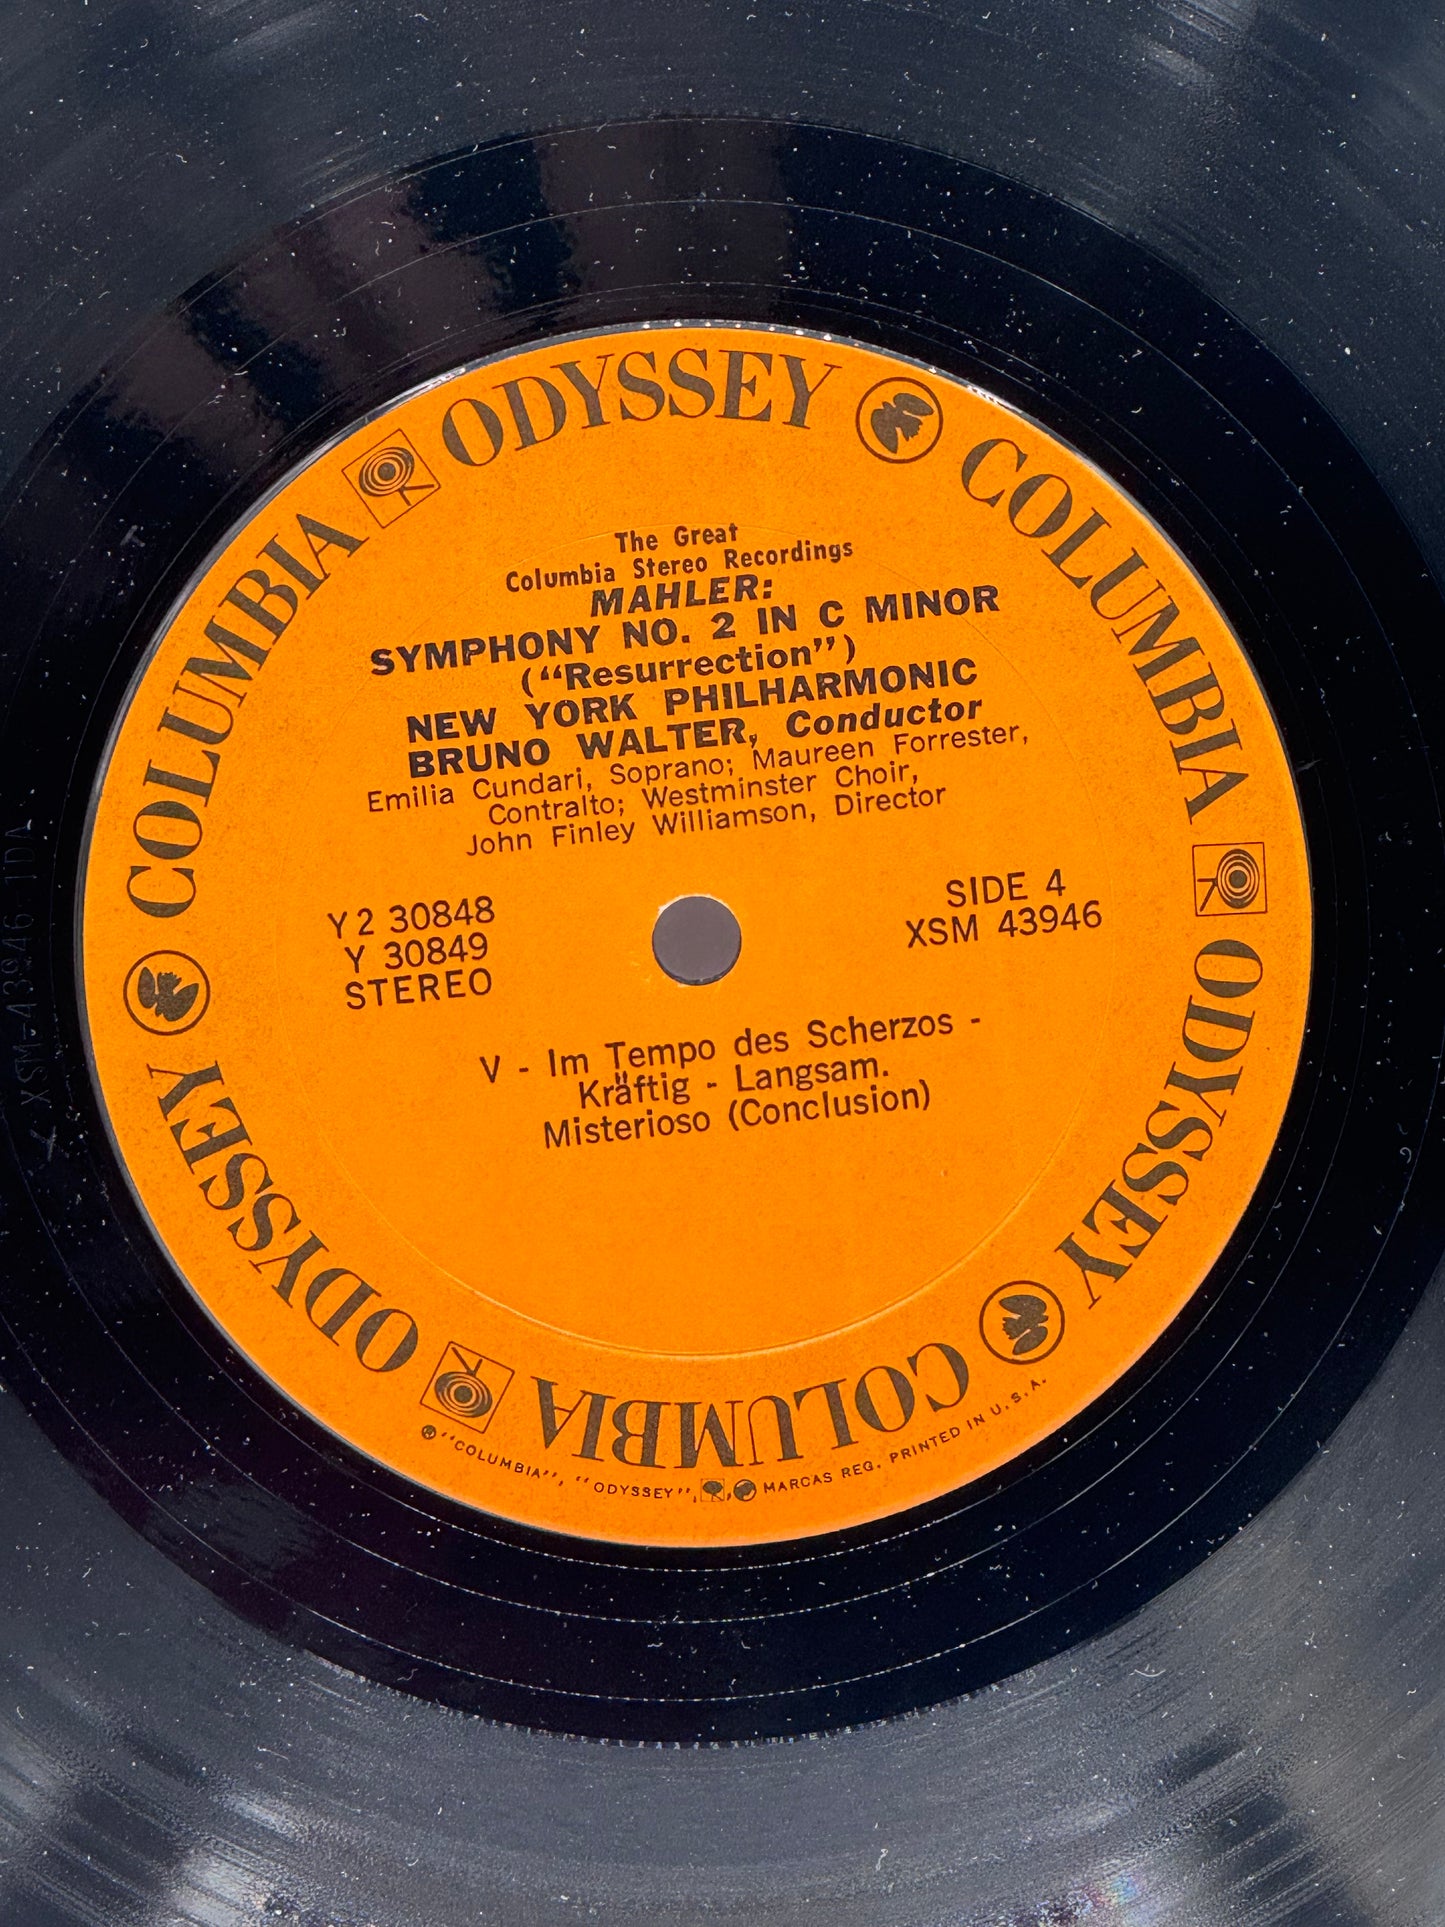 ODYSSEY
COLUMBIA
ODYSSEY
COLUMBIA
ODYSSEY
COLUMBIA
The Great
Columbia Stereo Recordings
MAHLER:
SYMPHONY NO. 2 IN C MINOR
(“Resurrection”)
NEW YORK PHILHARMONIC
BRUNO WALTER, Conductor
Emilia Cundari, Soprano; Maureen Forrester,
Contralto; Westminster Choir,
John Finley Williamson, Director
Y2 30848
Y 30849
STEREO
SIDE 4
XSM 43946
V - Im Tempo des Scherzos -
Kräftig - Langsam.
Misterioso (Conclusion)
® “COLUMBIA”, “ODYSSEY”, , MARCAS REG. PRINTED IN U.S.A.
XSM-43946-1DA